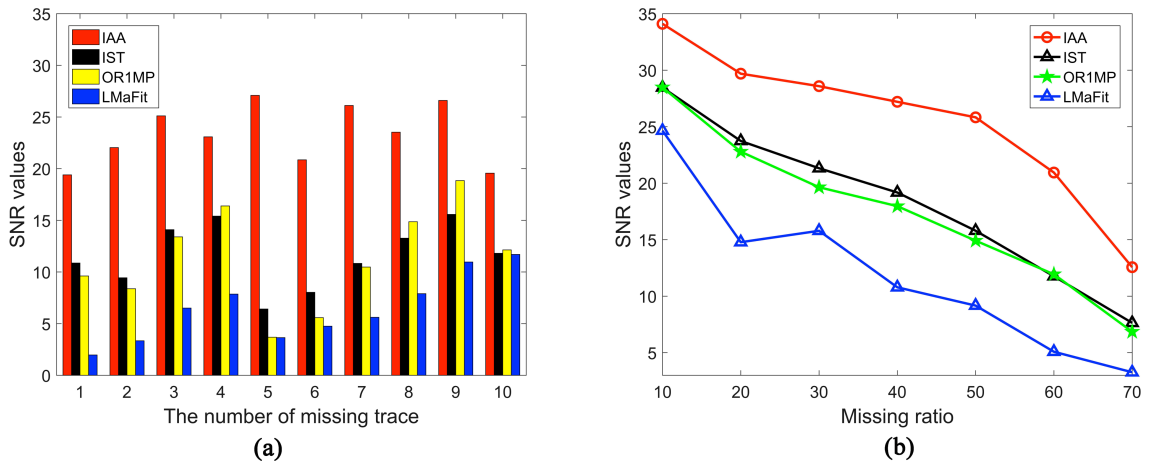 35
30
25
20
15
10
5
0
SNR values
IAA
IST
OR1MP
LMaFit
1 2 3 4 5 6 7 8 9 10
The number of missing trace
(a)
35
30
25
20
15
10
5
SNR values
IAA
IST
OR1MP
LMaFit
10 20 30 40 50 60 70
Missing ratio
(b)